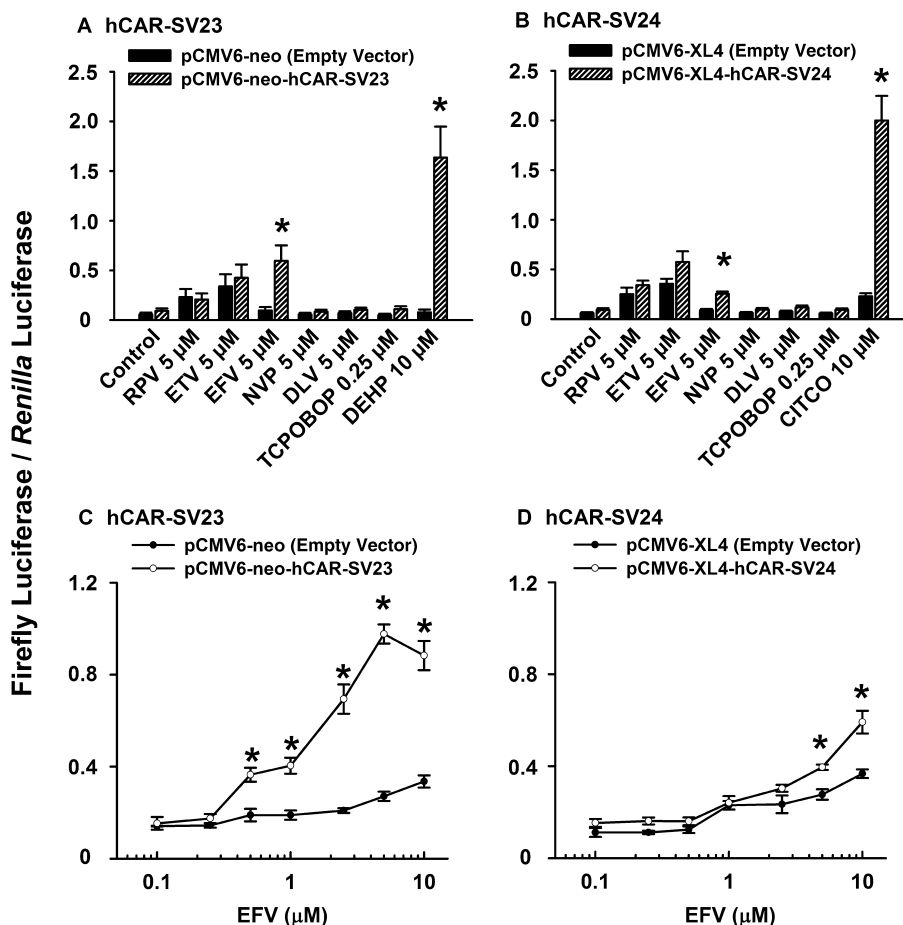 Firefly Luciferase / Renilla Luciferase
A hCAR-SV23
pCMV6-neo (Empty Vector)
pCMV6-neo-hCAR-SV23
2.5
2.0
1.5
1.0
0.5
0
*
*
Control
RPV 5 µM
ETV 5 µM
EFV 5 µM
NVP 5 µM
DLV 5 µM
TCPOBOP 0.25 µM
DEHP 10 µM
B hCAR-SV24
pCMV6-XL4 (Empty Vector)
pCMV6-XL4-hCAR-SV24
2.5
2.0
1.5
1.0
0.5
0
*
*
Control
RPV 5 µM
ETV 5 µM
EFV 5 µM
NVP 5 µM
DLV 5 µM
TCPOBOP 0.25 µM
CITCO 10 µM
C hCAR-SV23
pCMV6-neo (Empty Vector)
pCMV6-neo-hCAR-SV23
1.2
0.8
0.4
0
* * * * *
0.1 1 10
EFV (µM)
D hCAR-SV24
pCMV6-XL4 (Empty Vector)
pCMV6-XL4-hCAR-SV24
1.2
0.8
0.4
0
* *
0.1 1 10
EFV (µM)